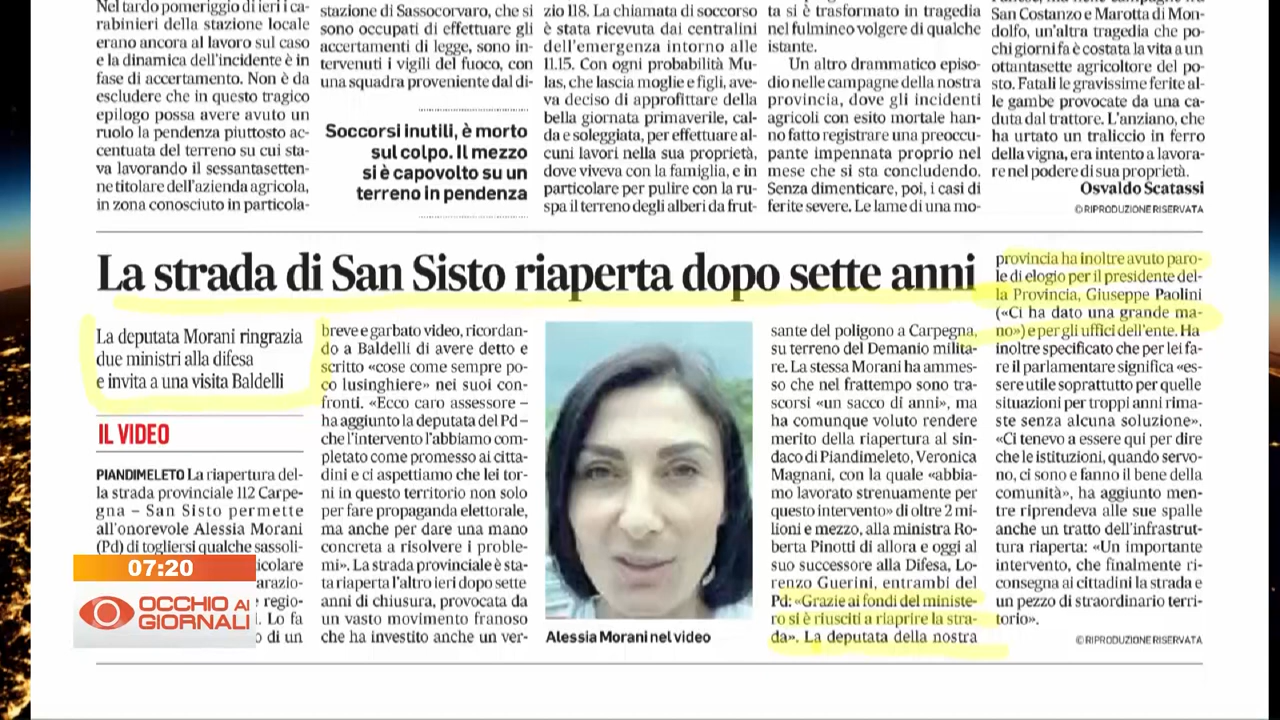 Nel tardo pomeriggio di ieri i ca-
rabinieri della stazione locale
erano ancora al lavoro sul caso
e la dinamica dell'incidente è in
fase di accertamento. Non è da
escludere che in questo tragico
epilogo possa avere avuto un
ruolo la pendenza piuttosto ac-
centuata del terreno su cui sta-
va lavorando il sessantasetten-
ne titolare dell'azienda agricola,
in zona conosciuto in particola-
stazione di Sassocorvaro, che si
sono occupati di effettuare gli
accertamenti di legge, sono in-
tervenuti i vigili del fuoco, con
una squadra proveniente dal di-
Soccorsi inutili, è morto
sul colpo. Il mezzo
si è capovolto su un
terreno in pendenza
zio 118. La chiamata di soccorso
è stata ricevuta dai centralini
dell'emergenza intorno alle
11.15. Con ogni probabilità Mu-
las, che lascia moglie e figli, ave-
va deciso di approfittare della
bella giornata primaverile, cal-
da e soleggiata, per effettuare al-
cuni lavori nella sua proprietà,
dove viveva con la famiglia, e in
particolare per pulire con la ru-
spa il terreno degli alberi da frut-
ta si è trasformato in tragedia
nel fulmineo volgere di qualche
istante.
Un altro drammatico episo-
dio nelle campagne della nostra
provincia, dove gli incidenti
agricoli con esito mortale han-
no fatto registrare una preoccu-
pante impennata proprio nel
mese che si sta concludendo.
Senza dimenticare, poi, i casi di
ferite severe. Le lame di una mo-
San Costanzo e Marotta di Mon-
dolfo, un'altra tragedia che po-
chi giorni fa è costata la vita a un
ottantasette agricoltore del po-
sto. Fatali le gravissime ferite al-
le gambe provocate da una ca-
duta dal trattore. L'anziano, che
ha urtato un traliccio in ferro
della vigna, era intento a lavora-
re nel podere di sua proprietà.
Osvaldo Scatassi
©RIPRODUZIONE RISERVATA
La strada di San Sisto riaperta dopo sette anni
La deputata Morani ringrazia
due ministri alla difesa
e invita a una visita Baldelli
IL VIDEO
PIANDIMELETO La riapertura del-
la strada provinciale 112 Carpe-
gna – San Sisto permette
all'onorevole Alessia Morani
(Pd) di togliersi qualche sassoli-
icolare
arazio-
regio-
l. Lo fa
o di un
breve e garbato video, ricordan-
do a Baldelli di avere detto e
scritto «cose come sempre po-
co lusinghiere» nei suoi con-
fronti. «Ecco caro assessore –
ha aggiunto la deputata del Pd –
che l'intervento l'abbiamo com-
pletato come promesso ai citta-
dini e ci aspettiamo che lei tor-
ni in questo territorio non solo
per fare propaganda elettorale,
ma anche per dare una mano
concreta a risolvere i proble-
mi». La strada provinciale è sta-
ta riaperta l'altro ieri dopo sette
anni di chiusura, provocata da
un vasto movimento franoso
che ha investito anche un ver-
Alessia Morani nel video
sante del poligono a Carpegna,
su terreno del Demanio milita-
re. La stessa Morani ha ammes-
so che nel frattempo sono tra-
scorsi «un sacco di anni», ma
ha comunque voluto rendere
merito della riapertura al sin-
daco di Piandimeleto, Veronica
Magnani, con la quale «abbia-
mo lavorato strenuamente per
questo intervento» di oltre 2 mi-
lioni e mezzo, alla ministra Ro-
berta Pinotti di allora e oggi al
suo successore alla Difesa, Lo-
renzo Guerini, entrambi del
Pd: «Grazie ai fondi del ministe-
ro si è riusciti a riaprire la stra-
da». La deputata della nostra
provincia ha inoltre avuto paro-
le di elogio per il presidente del-
la Provincia, Giuseppe Paolini
(«Ci ha dato una grande ma-
no») e per gli uffici dell'ente. Ha
inoltre specificato che per lei fa-
re il parlamentare significa «es-
sere utile soprattutto per quelle
situazioni per troppi anni rima-
ste senza alcuna soluzione».
«Ci tenevo a essere qui per dire
che le istituzioni, quando servo-
no, ci sono e fanno il bene della
comunità», ha aggiunto men-
tre riprendeva alle sue spalle
anche un tratto dell'infrastrut-
tura riaperta: «Un importante
intervento, che finalmente ri-
consegna ai cittadini la strada e
un pezzo di straordinario terri-
torio».
©RIPRODUZIONE RISERVATA
07:20
OCCHIO AI
GIORNALI